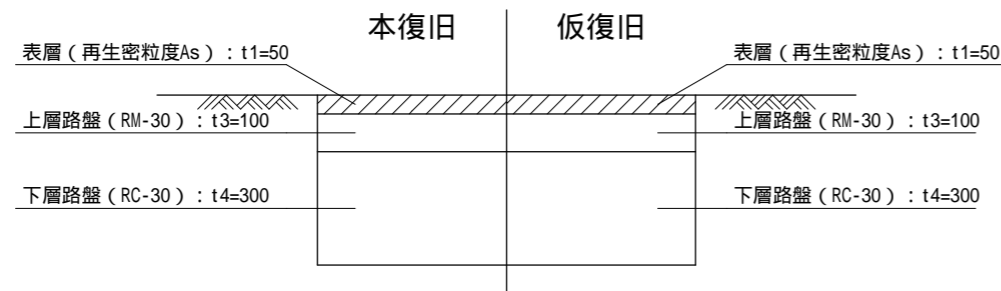 本復旧
仮復旧
表層（再生密粒度As）：t1=50
表層（再生密粒度As）：t1=50
上層路盤（RM-30）：t3=100
上層路盤（RM-30）：t3=100
下層路盤（RC-30）：t4=300
下層路盤（RC-30）：t4=300